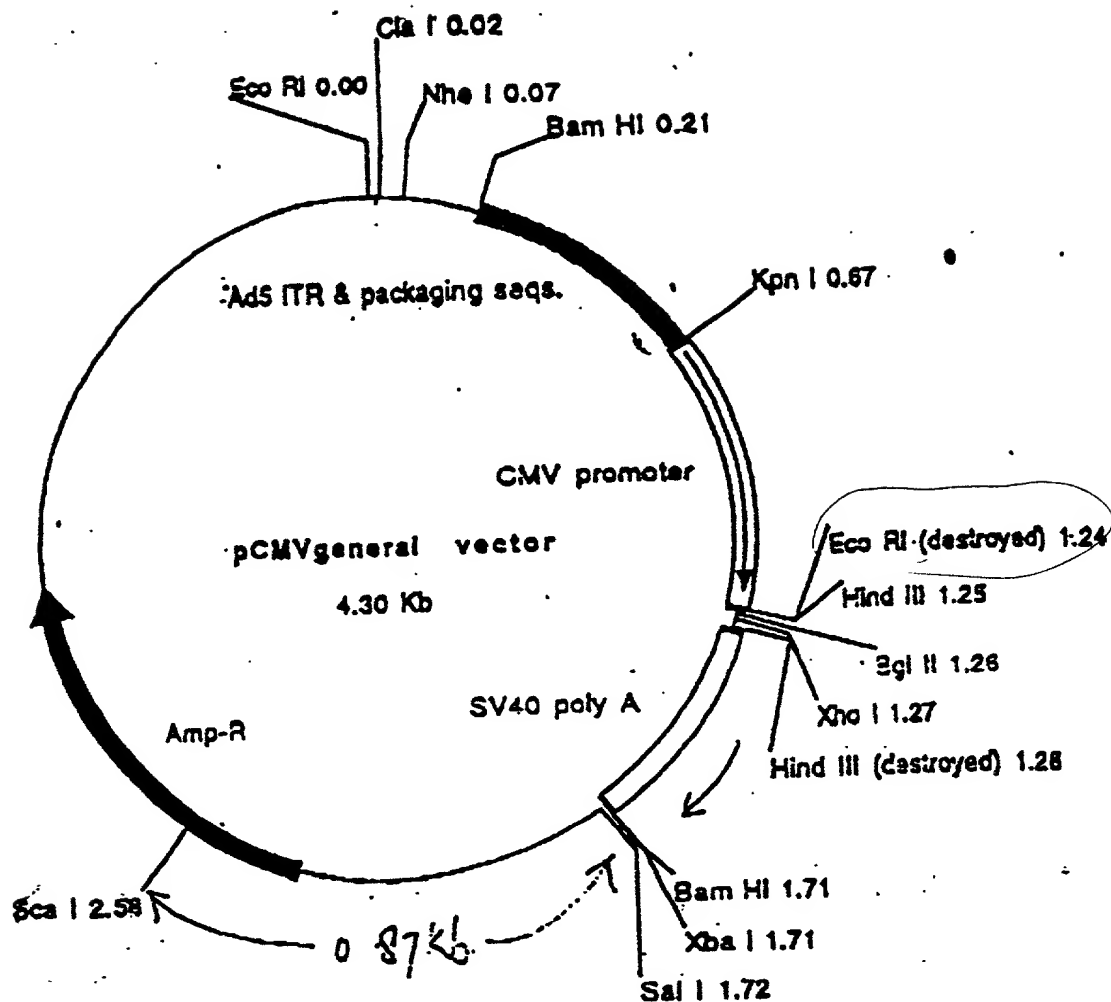 Cla I 0.02
Eco RI 0.00
Nhe I 0.07
Bam HI 0.21
Ad5 ITR & packaging seqs.
Kpn I 0.67
CMV promoter
Eco RI (destroyed) 1.24
pCMVgeneral vector
Hind III 1.25
4.30 Kb
Bgl II 1.26
SV40 poly A
Xho I 1.27
Amp-R
Hind III (destroyed) 1.28
Bam HI 1.71
Sca I 2.58
0 87 kb
Xba I 1.71
Sal I 1.72